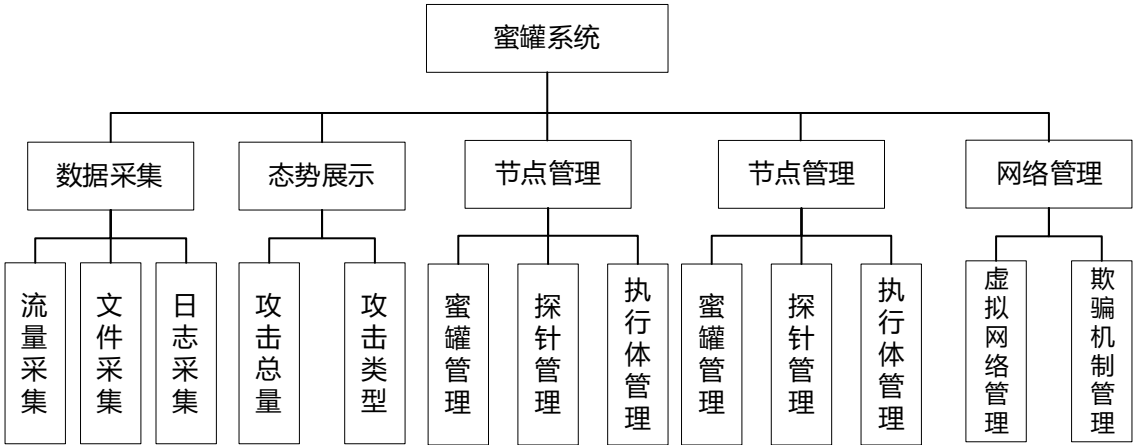 蜜罐系统
数据采集
态势展示
节点管理
节点管理
网络管理
流量采集
文件采集
日志采集
攻击总量
攻击类型
蜜罐管理
探针管理
执行体管理
蜜罐管理
探针管理
执行体管理
虚拟网络管理
欺骗机制管理